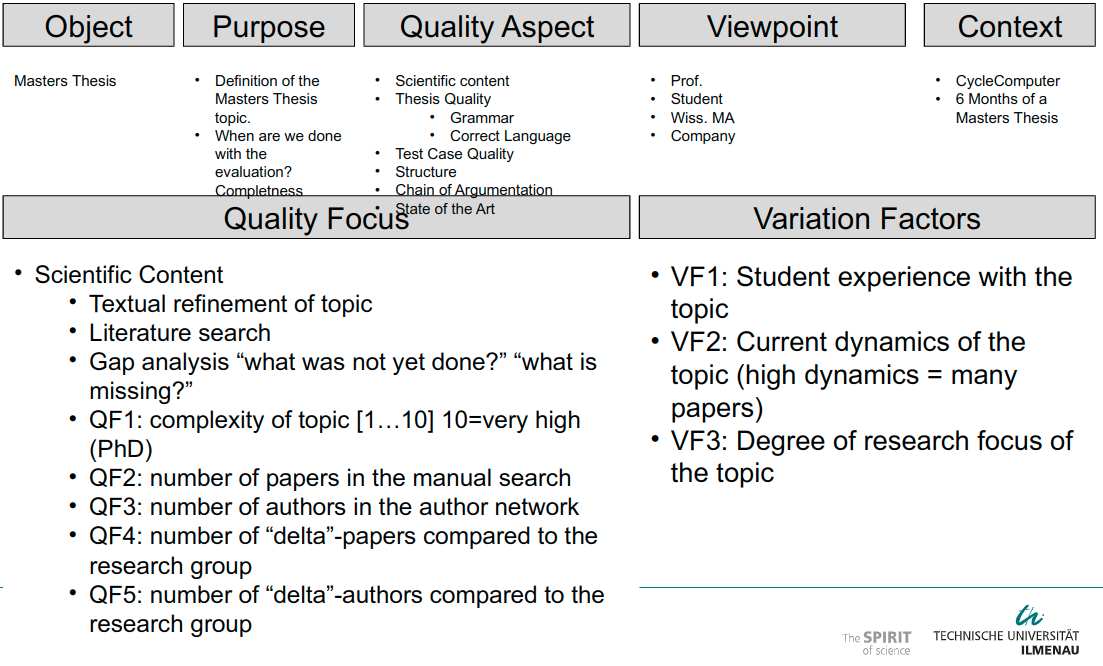 Object
Purpose
Quality Aspect
Viewpoint
Context
Masters Thesis
• Definition of the
Masters Thesis
topic.
• When are we done
with the
evaluation?
Completness
• Scientific content
• Thesis Quality
• Grammar
• Correct Language
• Test Case Quality
• Structure
• Chain of Argumentation
• State of the Art
• Prof.
• Student
• Wiss. MA
• Company
• CycleComputer
• 6 Months of a
Masters Thesis
Quality Focus
• Scientific Content
• Textual refinement of topic
• Literature search
• Gap analysis “what was not yet done?” “what is
missing?”
• QF1: complexity of topic [1…10] 10=very high
(PhD)
• QF2: number of papers in the manual search
• QF3: number of authors in the author network
• QF4: number of “delta”-papers compared to the
research group
• QF5: number of “delta”-authors compared to the
research group
Variation Factors
• VF1: Student experience with the
topic
• VF2: Current dynamics of the
topic (high dynamics = many
papers)
• VF3: Degree of research focus of
the topic
The SPIRIT
of science
th
TECHNISCHE UNIVERSITÄT
ILMENAU